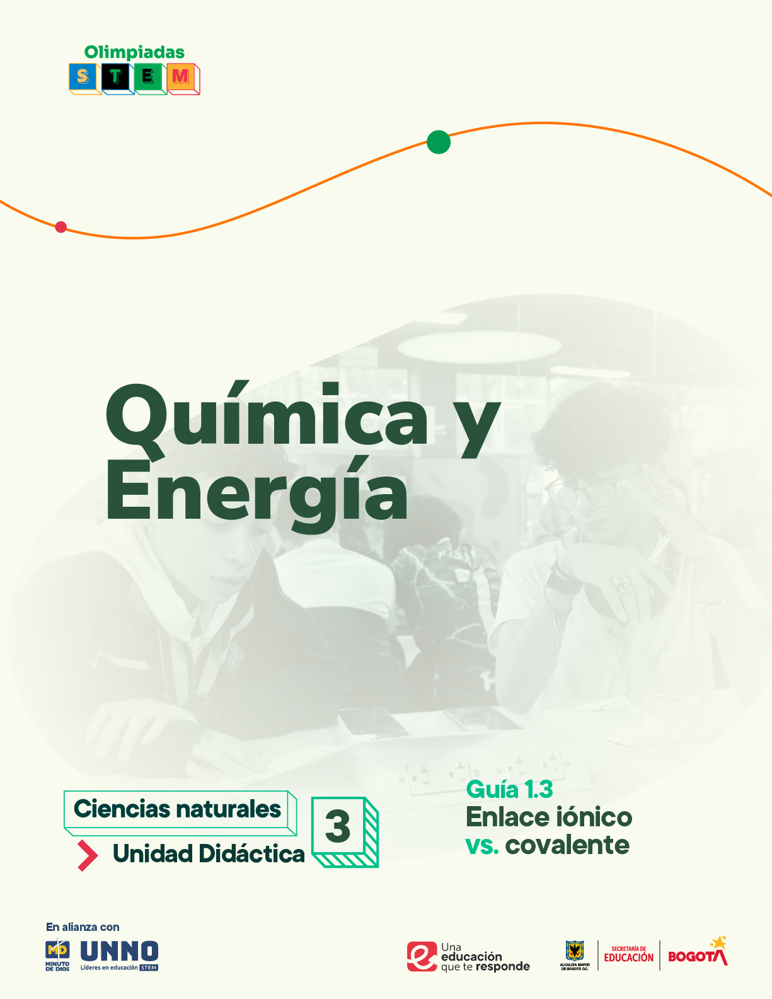 Olimpiadas
STEM
Química y
Energía
Ciencias naturales
Unidad Didáctica
3
Guía 1.3
Enlace iónico
vs. covalente
En alianza con
MD
MINUTO
DE DIOS
UNNO
Líderes en educación STEM
e
Una
educación
que te responde
ALCALDÍA MAYOR
DE BOGOTÁ D.C.
SECRETARÍA DE
EDUCACIÓN
BOGOTÁ